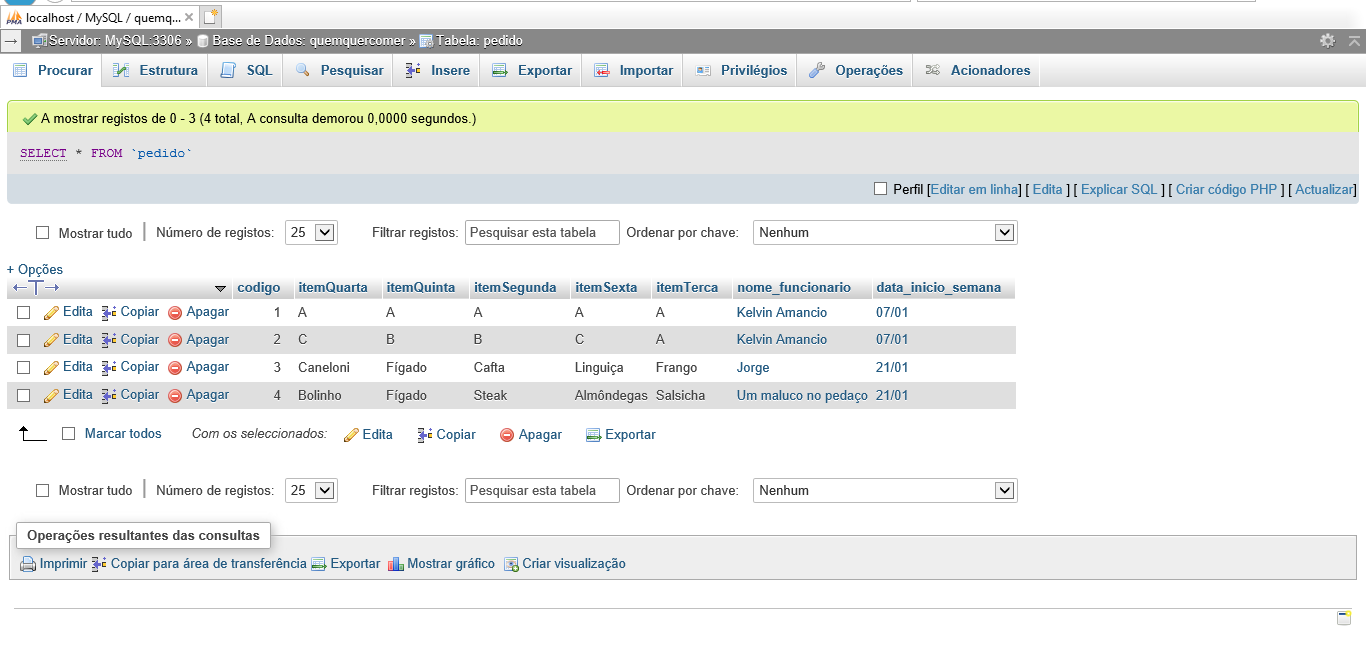 localhost / MySQL / quemq...
Servidor: MySQL:3306 » Base de Dados: quemquercomer » Tabela: pedido
Procurar Estrutura SQL Pesquisar Insere Exportar Importar Privilégios Operações Acionadores
A mostrar registos de 0 - 3 (4 total, A consulta demorou 0,0000 segundos.)
SELECT * FROM `pedido`
Perfil [Editar em linha] [ Edita ] [ Explicar SQL ] [ Criar código PHP ] [ Actualizar]
Mostrar tudo Número de registos: 25 Filtrar registos: Pesquisar esta tabela Ordenar por chave: Nenhum
+ Opções
←T→ codigo itemQuarta itemQuinta itemSegunda itemSexta itemTerca nome_funcionario data_inicio_semana
Edita Copiar Apagar 1 A A A A A Kelvin Amancio 07/01
Edita Copiar Apagar 2 C B B C A Kelvin Amancio 07/01
Edita Copiar Apagar 3 Caneloni Fígado Cafta Linguiça Frango Jorge 21/01
Edita Copiar Apagar 4 Bolinho Fígado Steak Almôndegas Salsicha Um maluco no pedaço 21/01
Marcar todos Com os seleccionados: Edita Copiar Apagar Exportar
Mostrar tudo Número de registos: 25 Filtrar registos: Pesquisar esta tabela Ordenar por chave: Nenhum
Operações resultantes das consultas
Imprimir Copiar para área de transferência Exportar Mostrar gráfico Criar visualização